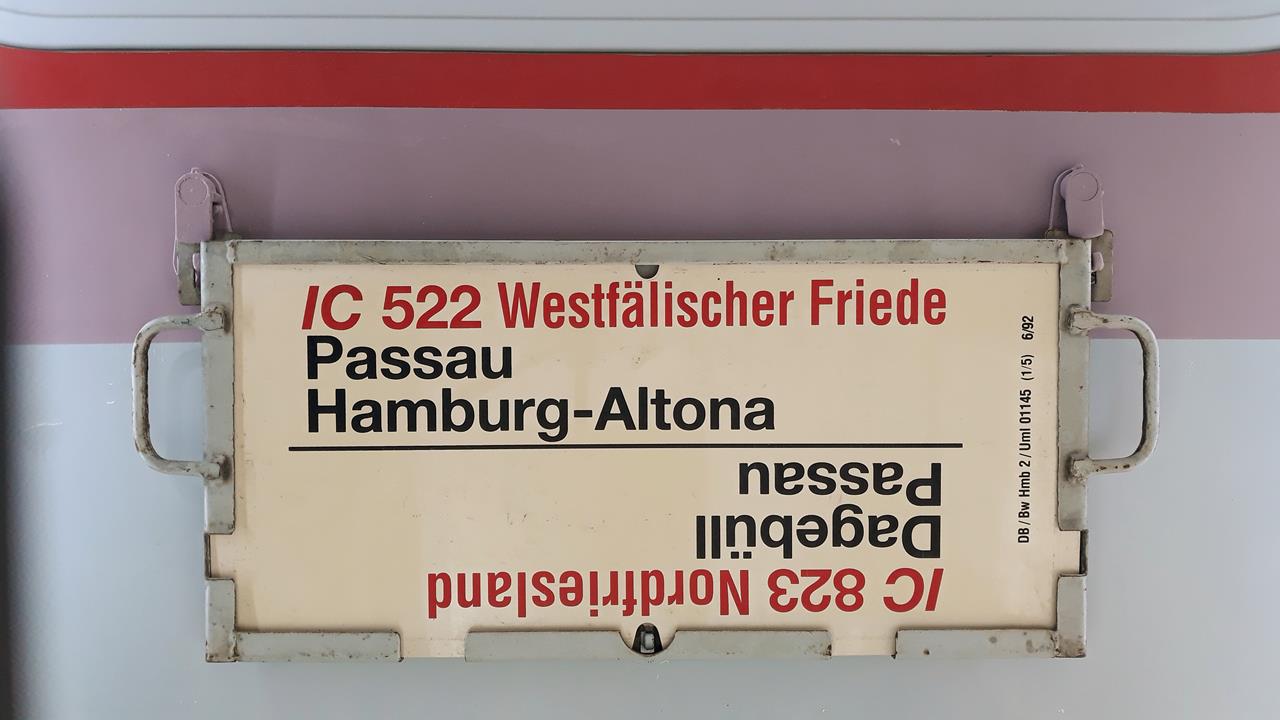 IC 522 Westfälischer Friede
Passau
Hamburg-Altona
IC 823 Nordfriesland
Dagebüll
Passau
DB / Bw Hmb 2 / Uml 01145 (1/5) 6/92